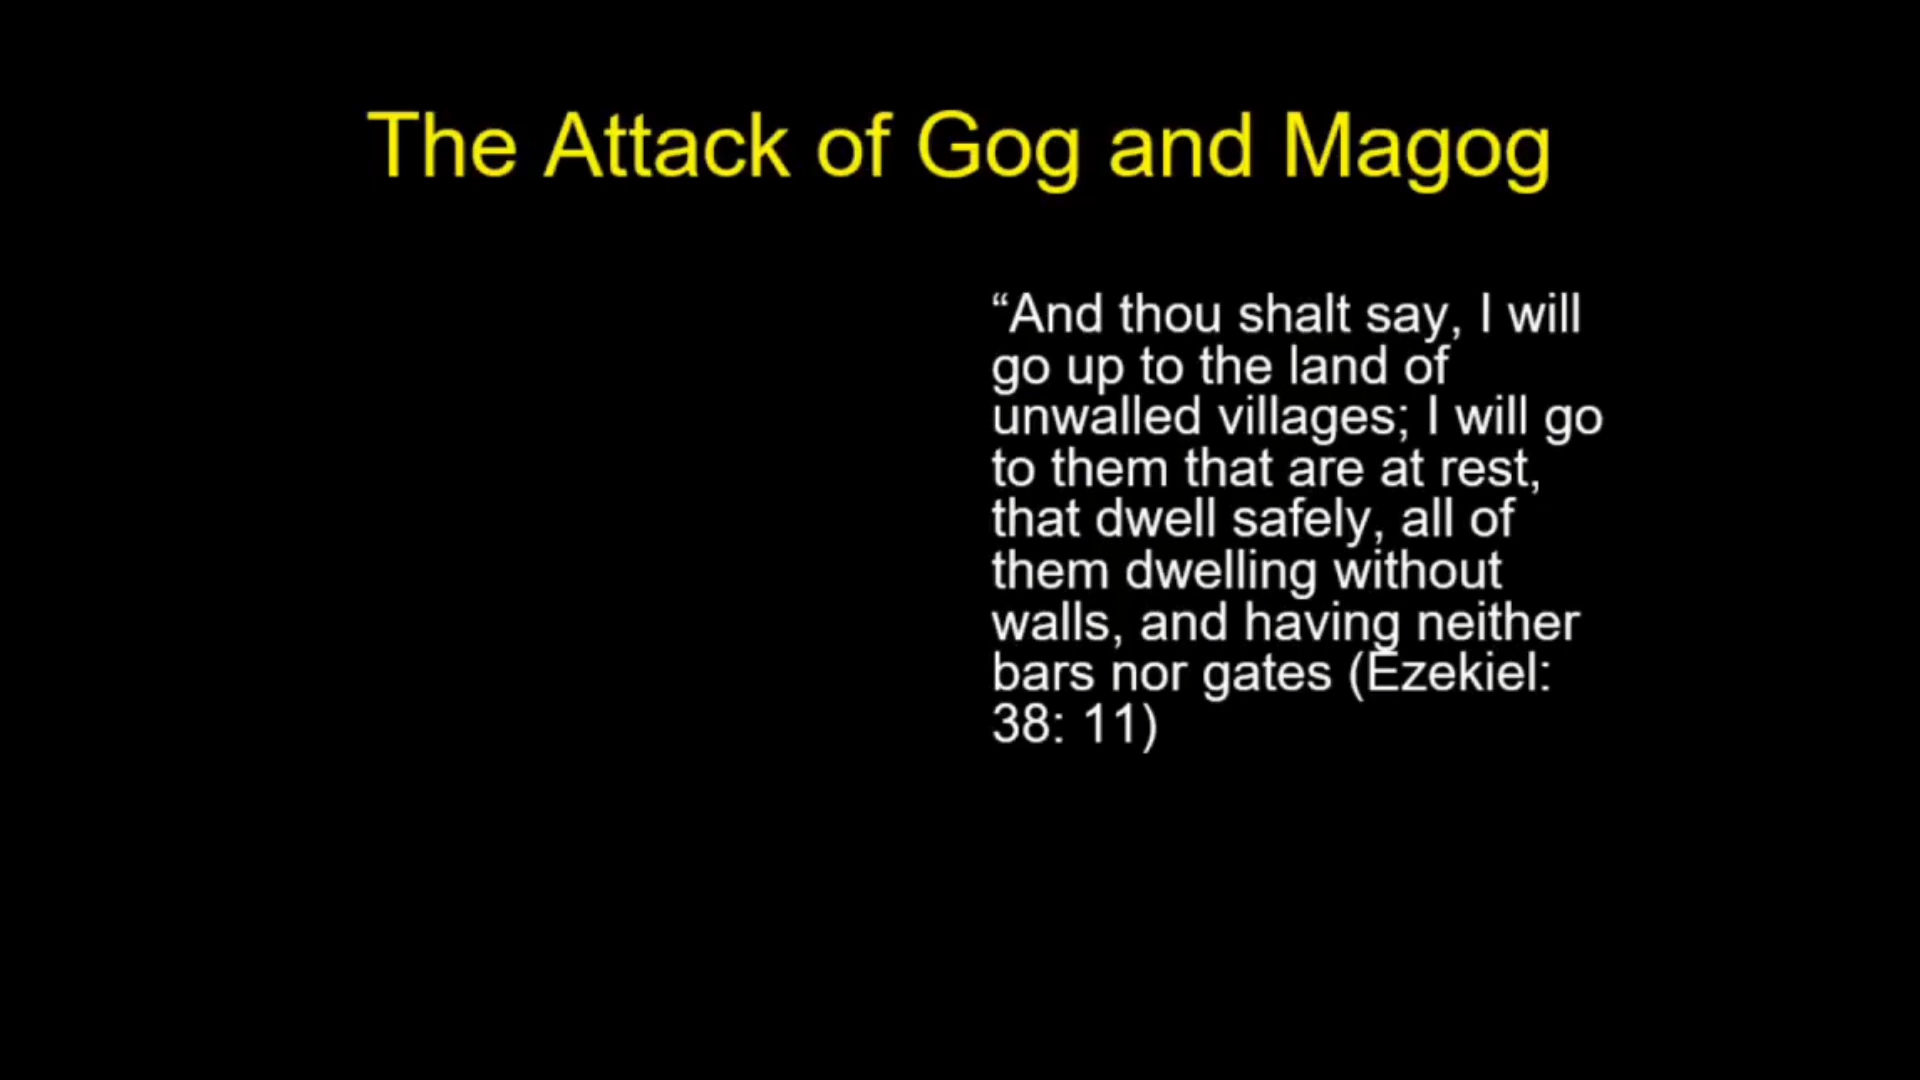 The Attack of Gog and Magog
“And thou shalt say, I will
go up to the land of
unwalled villages; I will go
to them that are at rest,
that dwell safely, all of
them dwelling without
walls, and having neither
bars nor gates (Ezekiel:
38: 11)